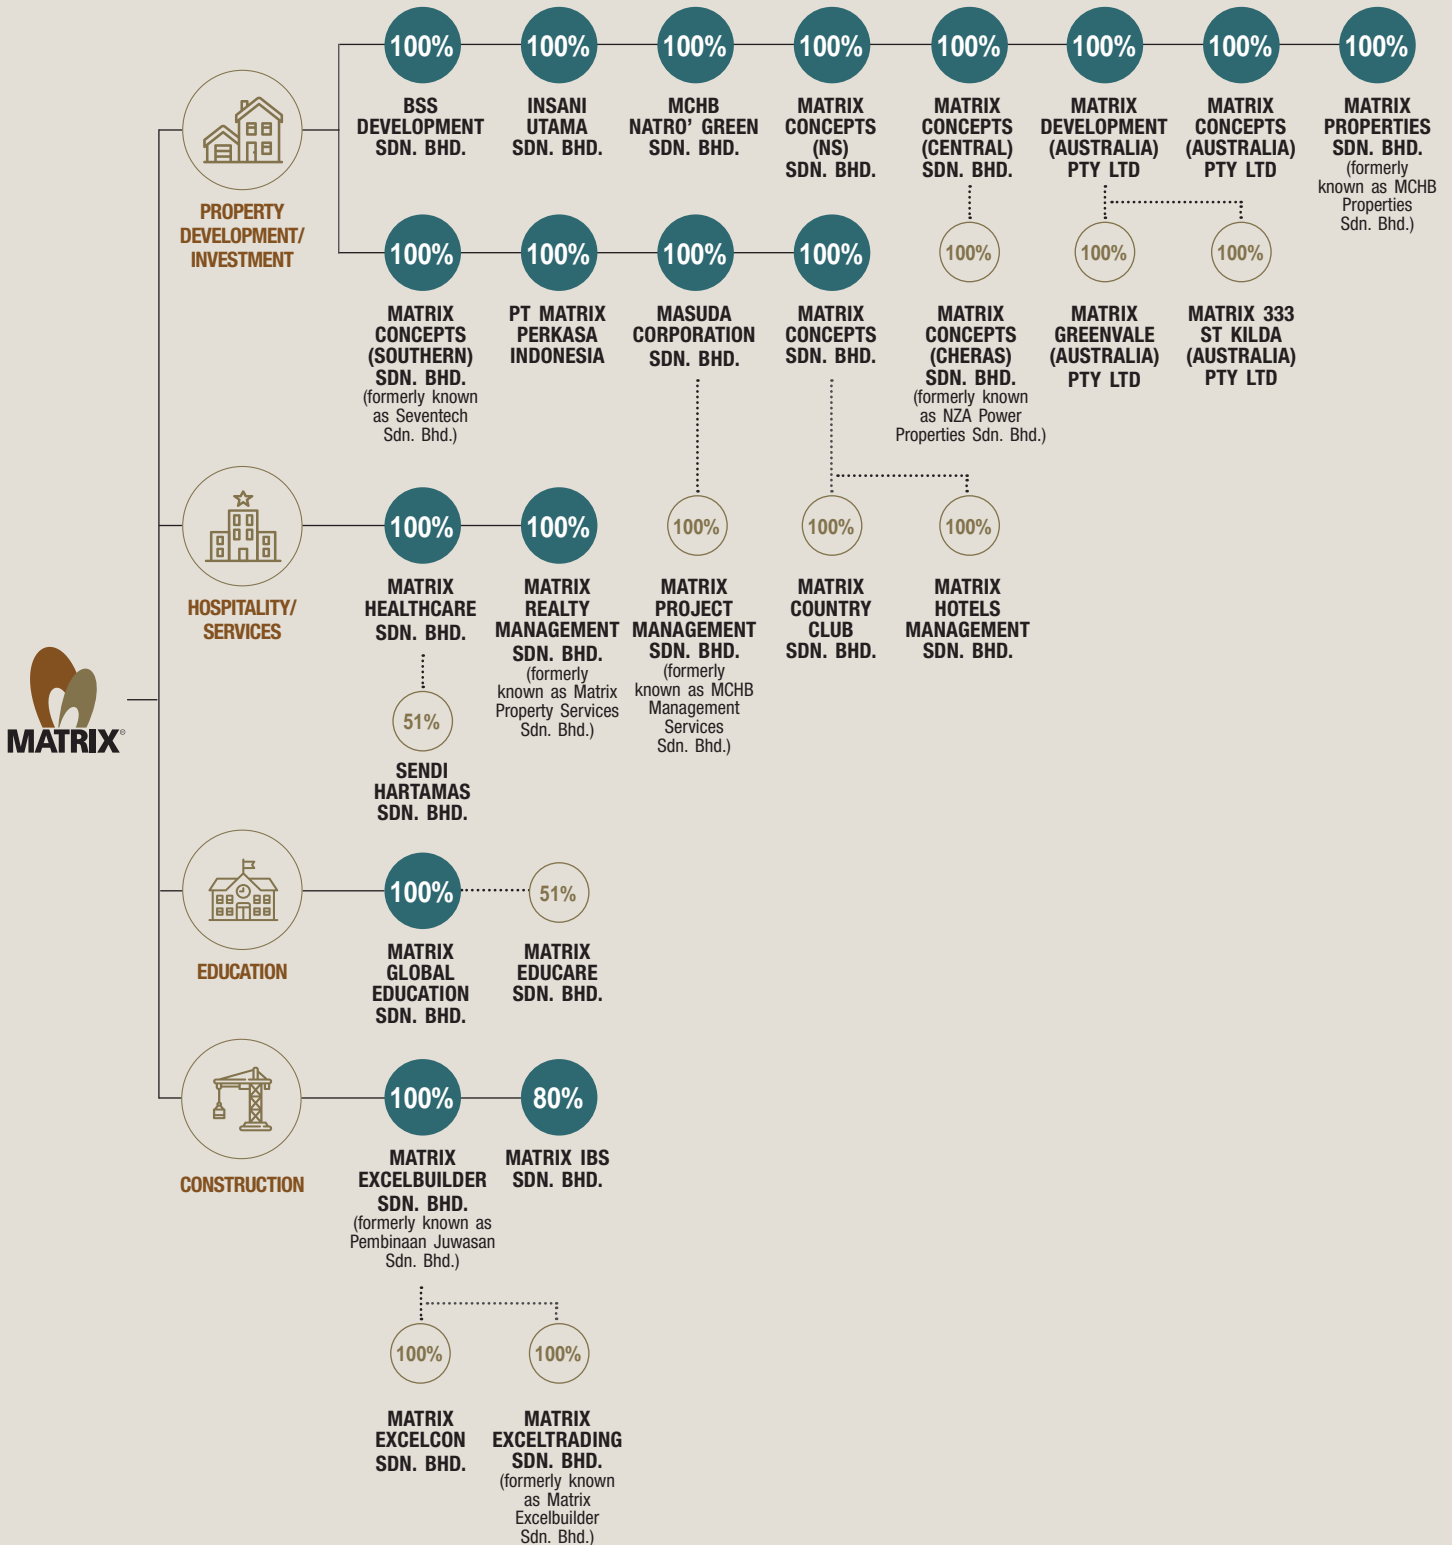 100%
BSS
DEVELOPMENT
SDN. BHD.
100%
INSANI
UTAMA
SDN. BHD.
100%
MCHB
NATRO' GREEN
SDN. BHD.
100%
MATRIX
CONCEPTS
(NS)
SDN. BHD.
100%
MATRIX
CONCEPTS
(CENTRAL)
SDN. BHD.
100%
MATRIX
DEVELOPMENT
(AUSTRALIA)
PTY LTD
100%
MATRIX
CONCEPTS
(AUSTRALIA)
PTY LTD
100%
MATRIX
PROPERTIES
SDN. BHD.
(formerly
known as MCHB
Properties
Sdn. Bhd.)
PROPERTY
DEVELOPMENT/
INVESTMENT
100%
MATRIX
CONCEPTS
(SOUTHERN)
SDN. BHD.
(formerly known
as Seventech
Sdn. Bhd.)
100%
PT MATRIX
PERKASA
INDONESIA
100%
MASUDA
CORPORATION
SDN. BHD.
100%
MATRIX
CONCEPTS
SDN. BHD.
100%
MATRIX
CONCEPTS
(CHERAS)
SDN. BHD.
(formerly known
as NZA Power
Properties Sdn. Bhd.)
100%
MATRIX
GREENVALE
(AUSTRALIA)
PTY LTD
100%
MATRIX 333
ST KILDA
(AUSTRALIA)
PTY LTD
HOSPITALITY/
SERVICES
100%
MATRIX
HEALTHCARE
SDN. BHD.
100%
MATRIX
REALTY
MANAGEMENT
SDN. BHD.
(formerly
known as Matrix
Property Services
Sdn. Bhd.)
100%
MATRIX
PROJECT
MANAGEMENT
SDN. BHD.
(formerly
known as MCHB
Management
Services
Sdn. Bhd.)
100%
MATRIX
COUNTRY
CLUB
SDN. BHD.
100%
MATRIX
HOTELS
MANAGEMENT
SDN. BHD.
51%
SENDI
HARTAMAS
SDN. BHD.
MATRIX®
EDUCATION
100%
MATRIX
GLOBAL
EDUCATION
SDN. BHD.
51%
MATRIX
EDUCARE
SDN. BHD.
CONSTRUCTION
100%
MATRIX
EXCELBUILDER
SDN. BHD.
(formerly known as
Pembinaan Juwasan
Sdn. Bhd.)
80%
MATRIX IBS
SDN. BHD.
100%
MATRIX
EXCELCON
SDN. BHD.
100%
MATRIX
EXCELTRADING
SDN. BHD.
(formerly known
as Matrix
Excelbuilder
Sdn. Bhd.)